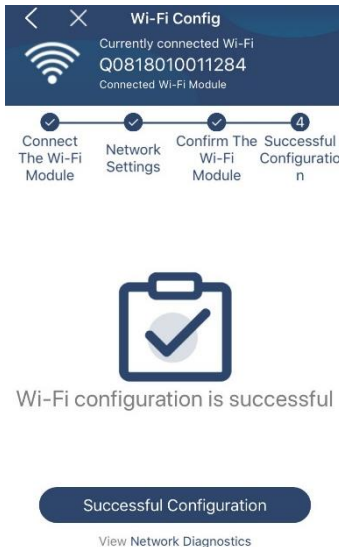 Wi-Fi Config
Currently connected Wi-Fi
Q0818010011284
Connected Wi-Fi Module
4
Connect
The Wi-Fi
Module
Network
Settings
Confirm The
Wi-Fi
Module
Successful
Configuratio
n
Wi-Fi configuration is successful
Successful Configuration
View Network Diagnostics